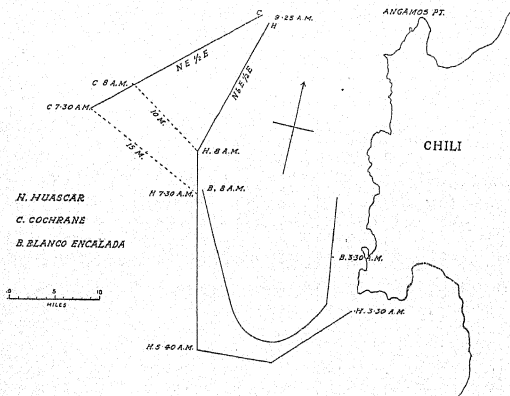 ANGAMOS PT.
C
9·25 A.M.
H
NE ½ E
N b E ½ E
C 8 A.M.
C 7·30 A.M.
10 M.
15 M.
CHILI
H. 8 A.M.
H 7·30 A.M.
B. 8 A.M.
H. HUASCAR
C. COCHRANE
B. BLANCO ENCALADA
B. 3·30 A.M.
0 5 10
MILES
H. 3·30 A.M.
H. 5·40 A.M.